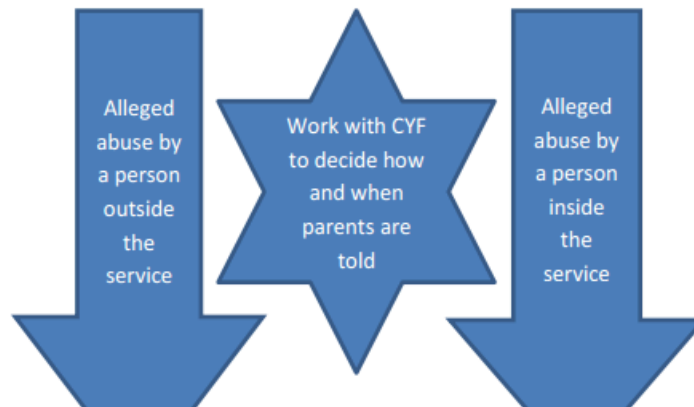 Alleged
abuse by
a person
outside
the
service
Work with CYF
to decide how
and when
parents are
told
Alleged
abuse by
a person
inside
the
service